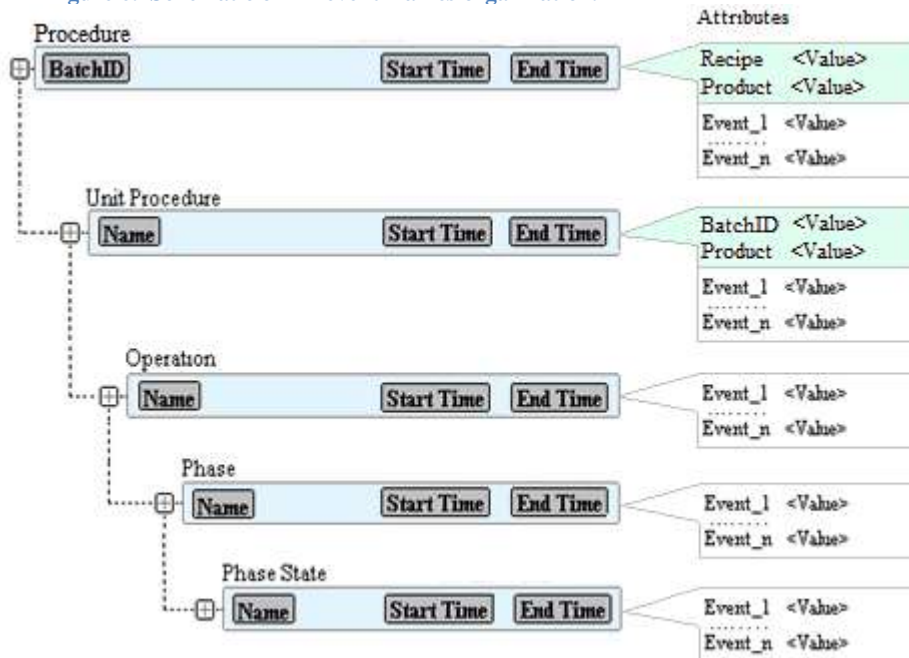 Attributes
Procedure
BatchID Start Time End Time
Recipe <Value>
Product <Value>
Event_1 <Value>
Event_n <Value>
Unit Procedure
Name Start Time End Time
BatchID <Value>
Product <Value>
Event_1 <Value>
Event_n <Value>
Operation
Name Start Time End Time
Event_1 <Value>
Event_n <Value>
Phase
Name Start Time End Time
Event_1 <Value>
Event_n <Value>
Phase State
Name Start Time End Time
Event_1 <Value>
Event_n <Value>